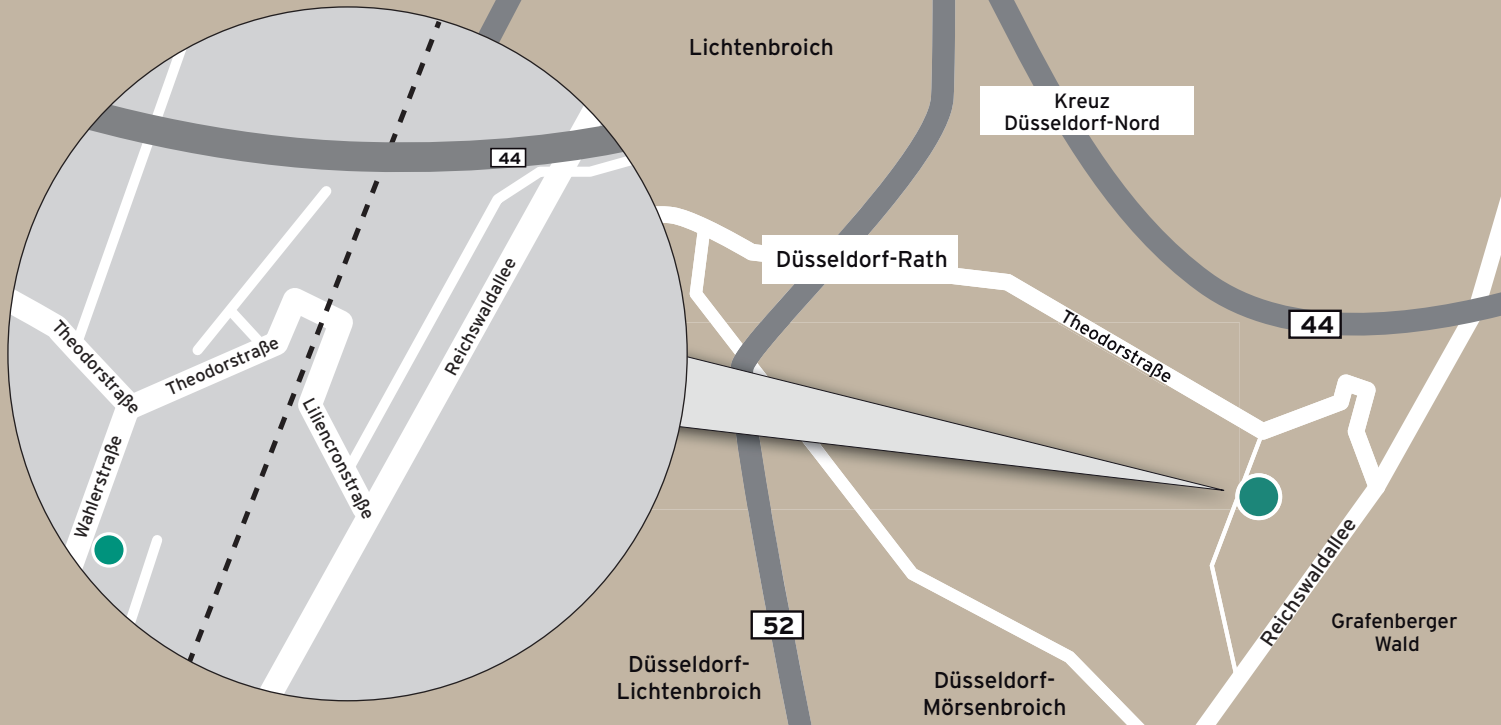 Lichtenbroich
Kreuz
Düsseldorf-Nord
44
Düsseldorf-Rath
Reichswaldallee
Theodorstraße
44
Theodorstraße
Theodorstraße
Liliencronstraße
Wahlerstraße
Reichswaldallee
52
Grafenberger
Wald
Düsseldorf-
Lichtenbroich
Düsseldorf-
Mörsenbroich